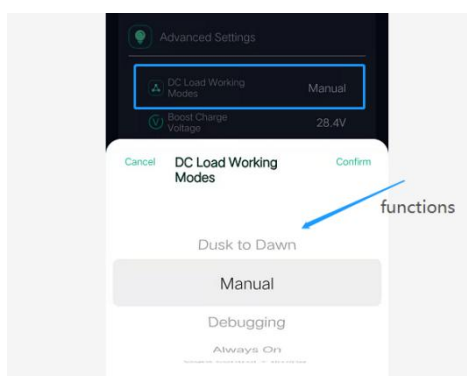 Advanced Settings
DC Load Working
Modes
Manual
Boost Charge
Voltage
28.4V
Cancel
DC Load Working
Modes
Confirm
functions
Dusk to Dawn
Manual
Debugging
Always On